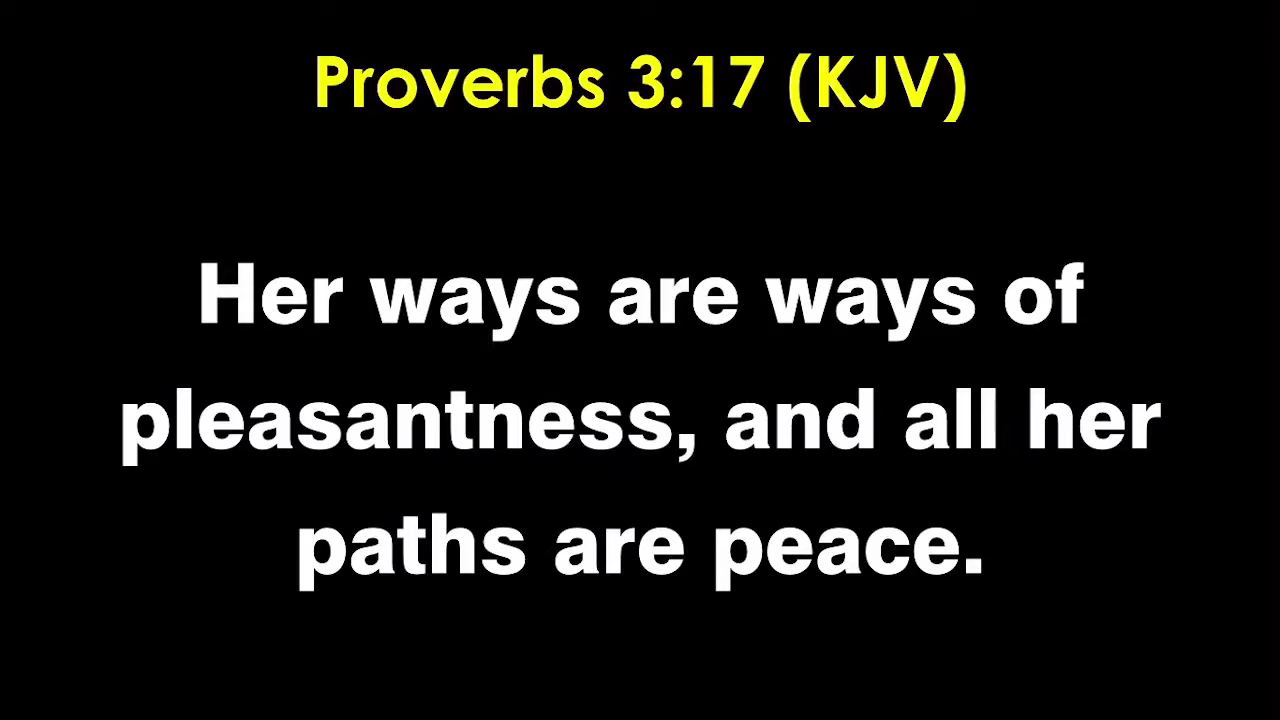 Proverbs 3:17 (KJV)
Her ways are ways of
pleasantness, and all her
paths are peace.